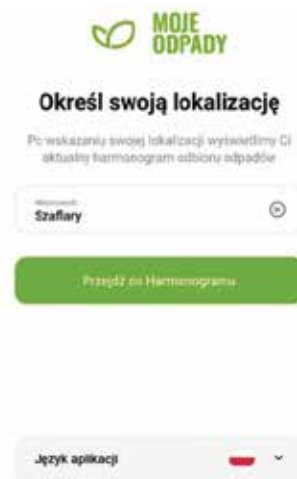 MOJE
ODPADY
Określ swoją lokalizację
Po wskazaniu swojej lokalizacji wyświetlimy Ci
aktualny harmonogram odbioru odpadów
Miejscowość
Szaflary
Przejdź do Harmonogramu
Język aplikacji